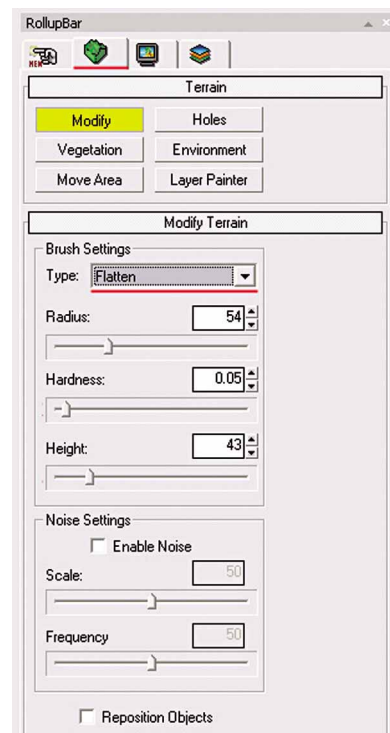 RollupBar
NEW
Terrain
Modify Holes
Vegetation Environment
Move Area Layer Painter
Modify Terrain
Brush Settings
Type: Flatten
Radius: 54
Hardness: 0.05
Height: 43
Noise Settings
Enable Noise
Scale: 50
Frequency 50
Reposition Objects